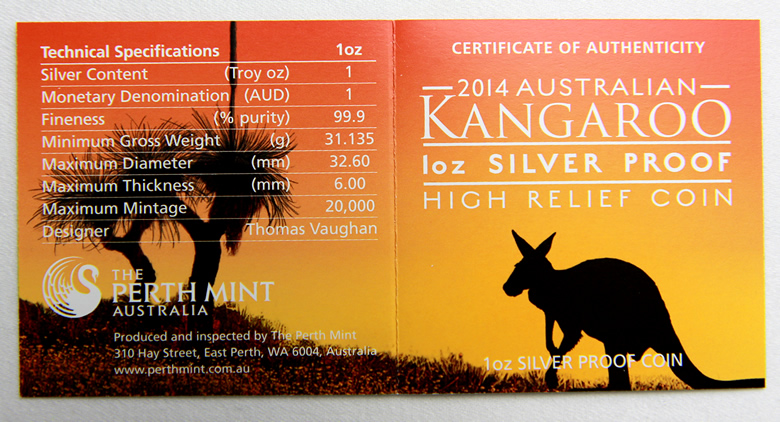 Technical Specifications 1oz
Silver Content (Troy oz) 1
Monetary Denomination (AUD) 1
Fineness (% purity) 99.9
Minimum Gross Weight (g) 31.135
Maximum Diameter (mm) 32.60
Maximum Thickness (mm) 6.00
Maximum Mintage 20,000
Designer Thomas Vaughan
THE
PERTH MINT
AUSTRALIA
Produced and inspected by The Perth Mint
310 Hay Street, East Perth, WA 6004, Australia
www.perthmint.com.au
CERTIFICATE OF AUTHENTICITY
2014 AUSTRALIAN
KANGAROO
1oz SILVER PROOF
HIGH RELIEF COIN
1oz SILVER PROOF COIN